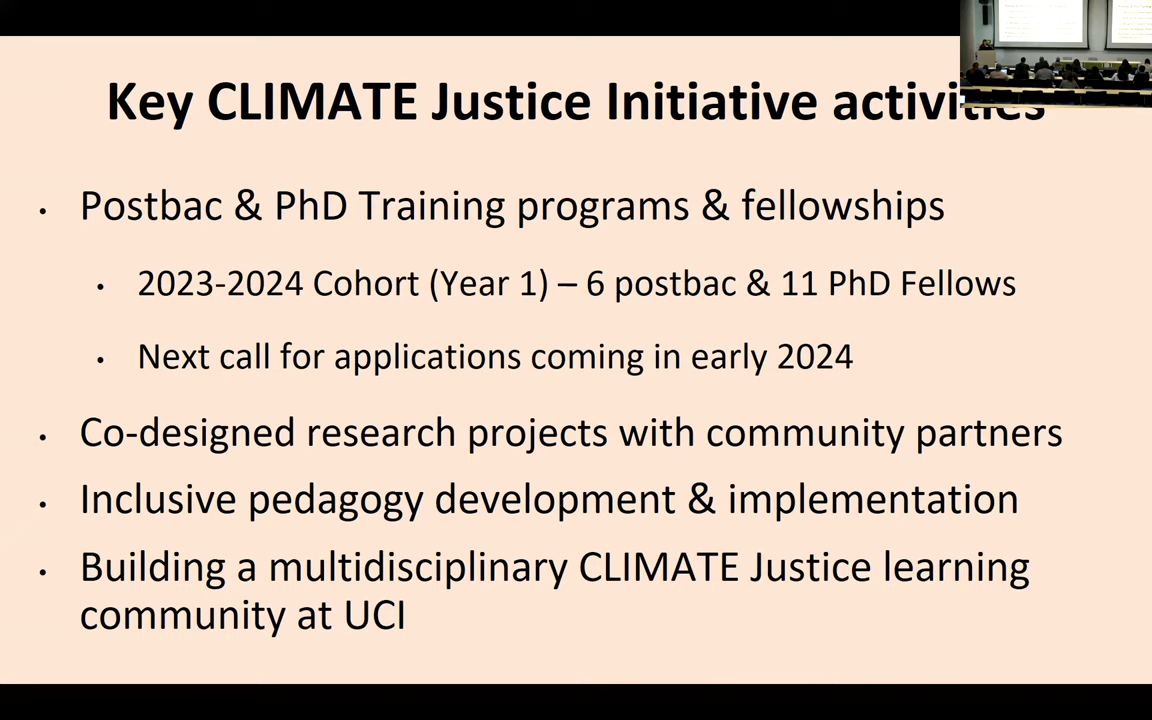 Key CLIMATE Justice Initiative activities
• Postbac & PhD Training programs & fellowships
• 2023-2024 Cohort (Year 1) – 6 postbac & 11 PhD Fellows
• Next call for applications coming in early 2024
• Co-designed research projects with community partners
• Inclusive pedagogy development & implementation
• Building a multidisciplinary CLIMATE Justice learning
community at UCI